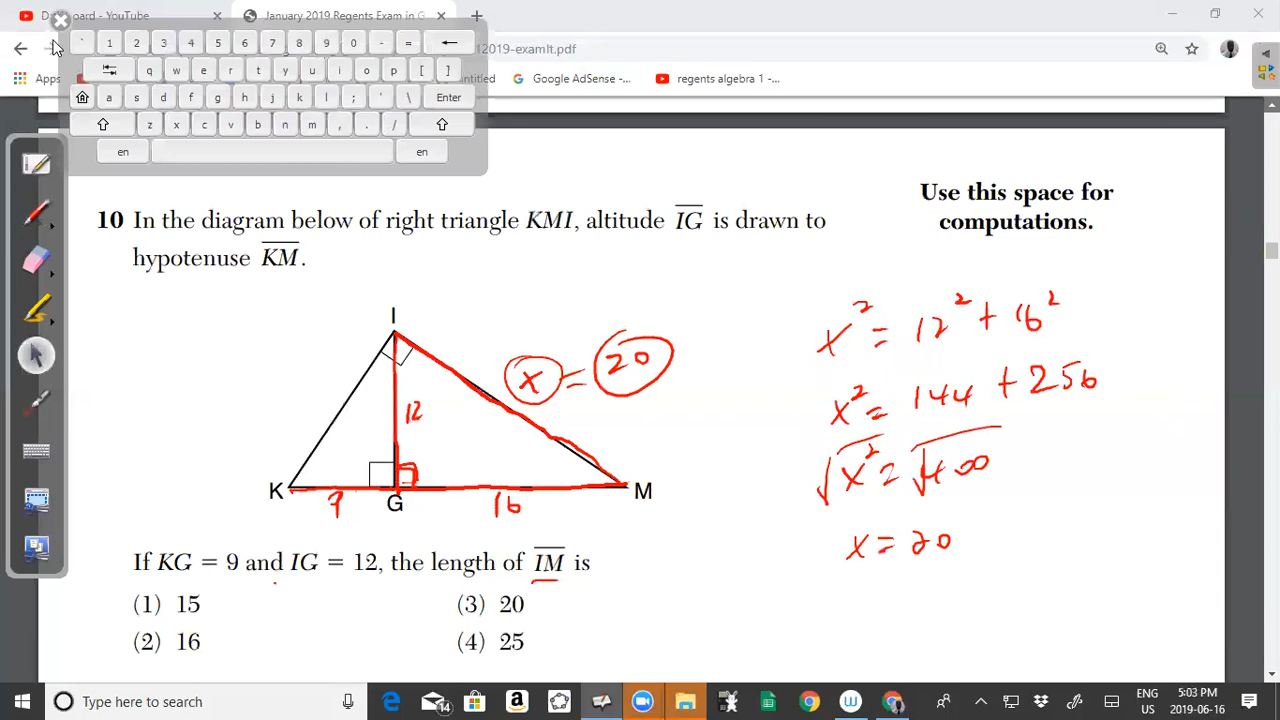 - YouTube
January 2019 Regents Exam in G
2019-examlt.pdf
Apps
Untitled
Google AdSense -...
regents algebra 1 -...
` 1 2 3 4 5 6 7 8 9 0 - =
q w e r t y u i o p [ ]
a s d f g h j k l ; ' \ Enter
z x c v b n m , . /
en en
Use this space for
computations.
10 In the diagram below of right triangle KMI, altitude IG is drawn to
hypotenuse KM.
I
x = 20
12
K
G
M
9
16
x² = 12² + 16²
x² = 144 + 256
√x² = √400
x = 20
If KG = 9 and IG = 12, the length of IM is
(1) 15
(3) 20
(2) 16
(4) 25
Type here to search
14
ENG
US
5:03 PM
2019-06-16